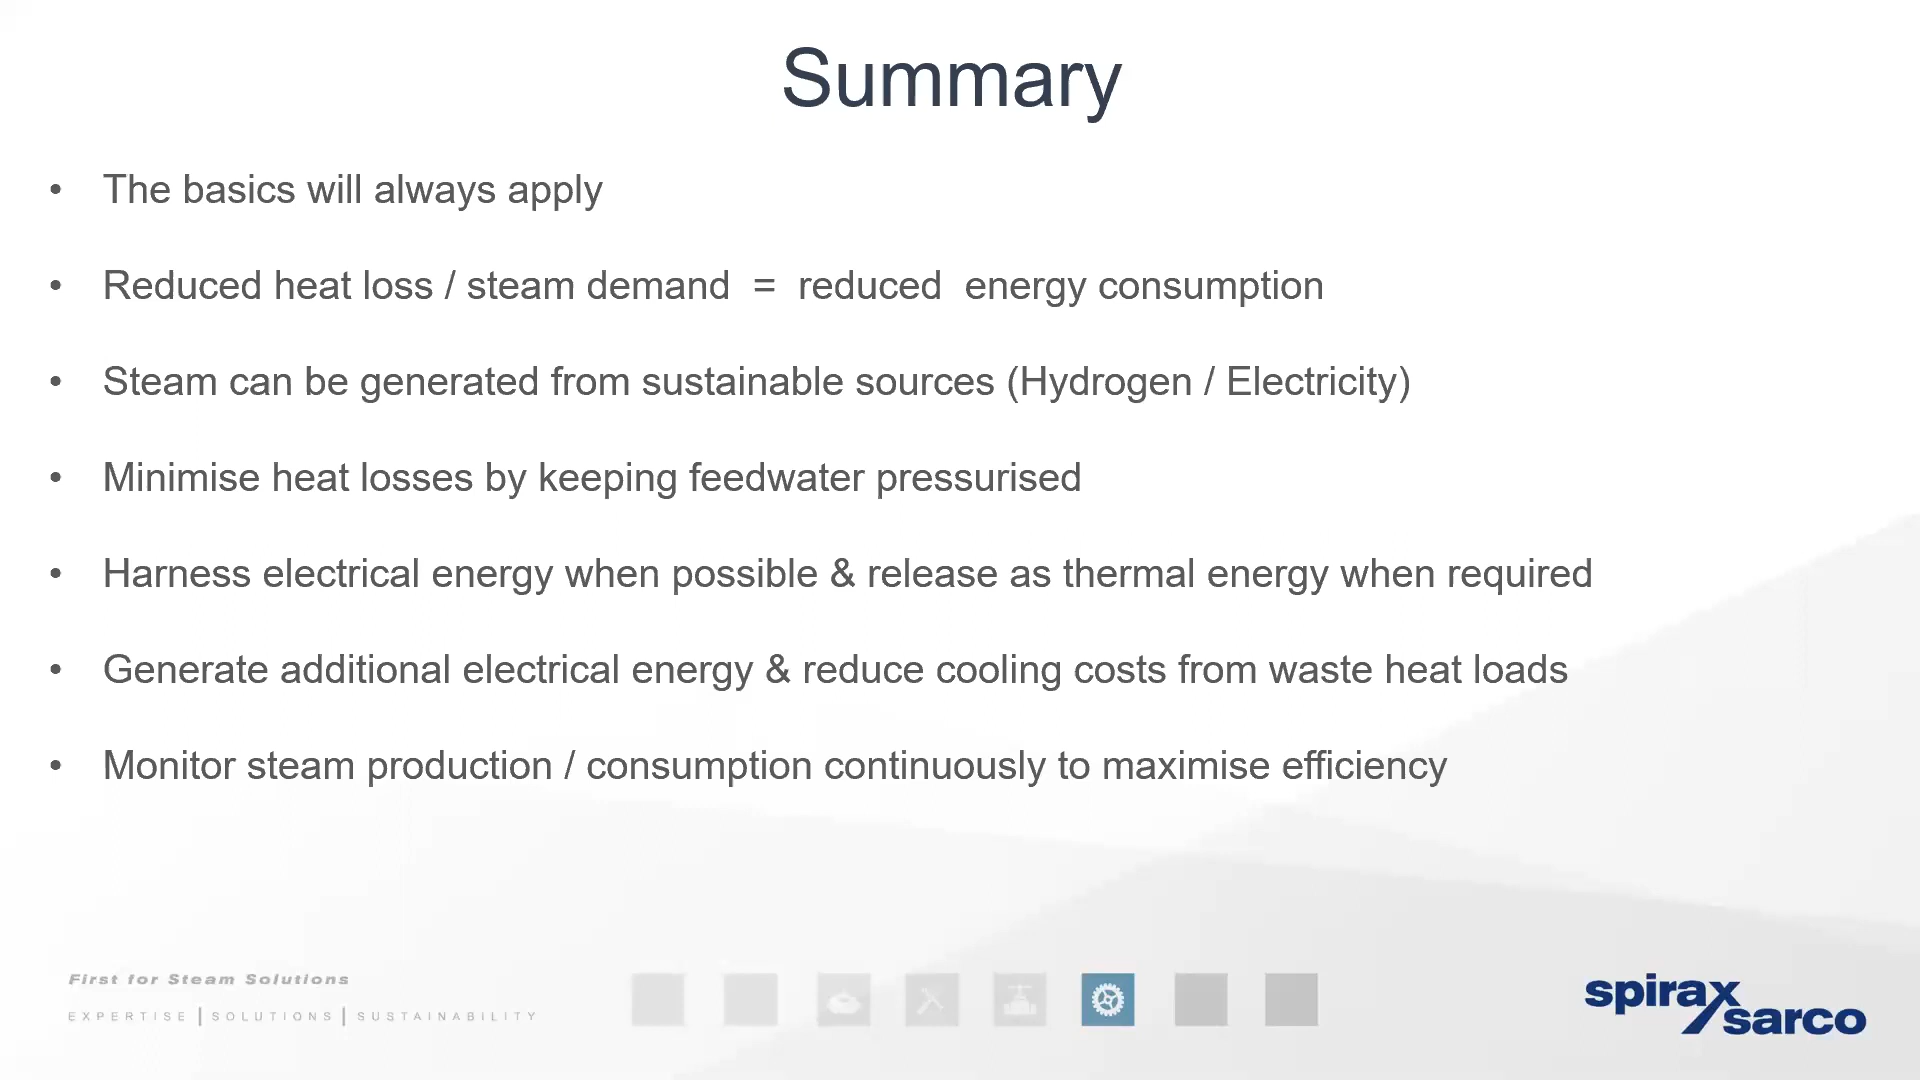 Summary
• The basics will always apply
• Reduced heat loss / steam demand = reduced energy consumption
• Steam can be generated from sustainable sources (Hydrogen / Electricity)
• Minimise heat losses by keeping feedwater pressurised
• Harness electrical energy when possible & release as thermal energy when required
• Generate additional electrical energy & reduce cooling costs from waste heat loads
• Monitor steam production / consumption continuously to maximise efficiency
First for Steam Solutions
EXPERTISE | SOLUTIONS | SUSTAINABILITY
spirax
sarco